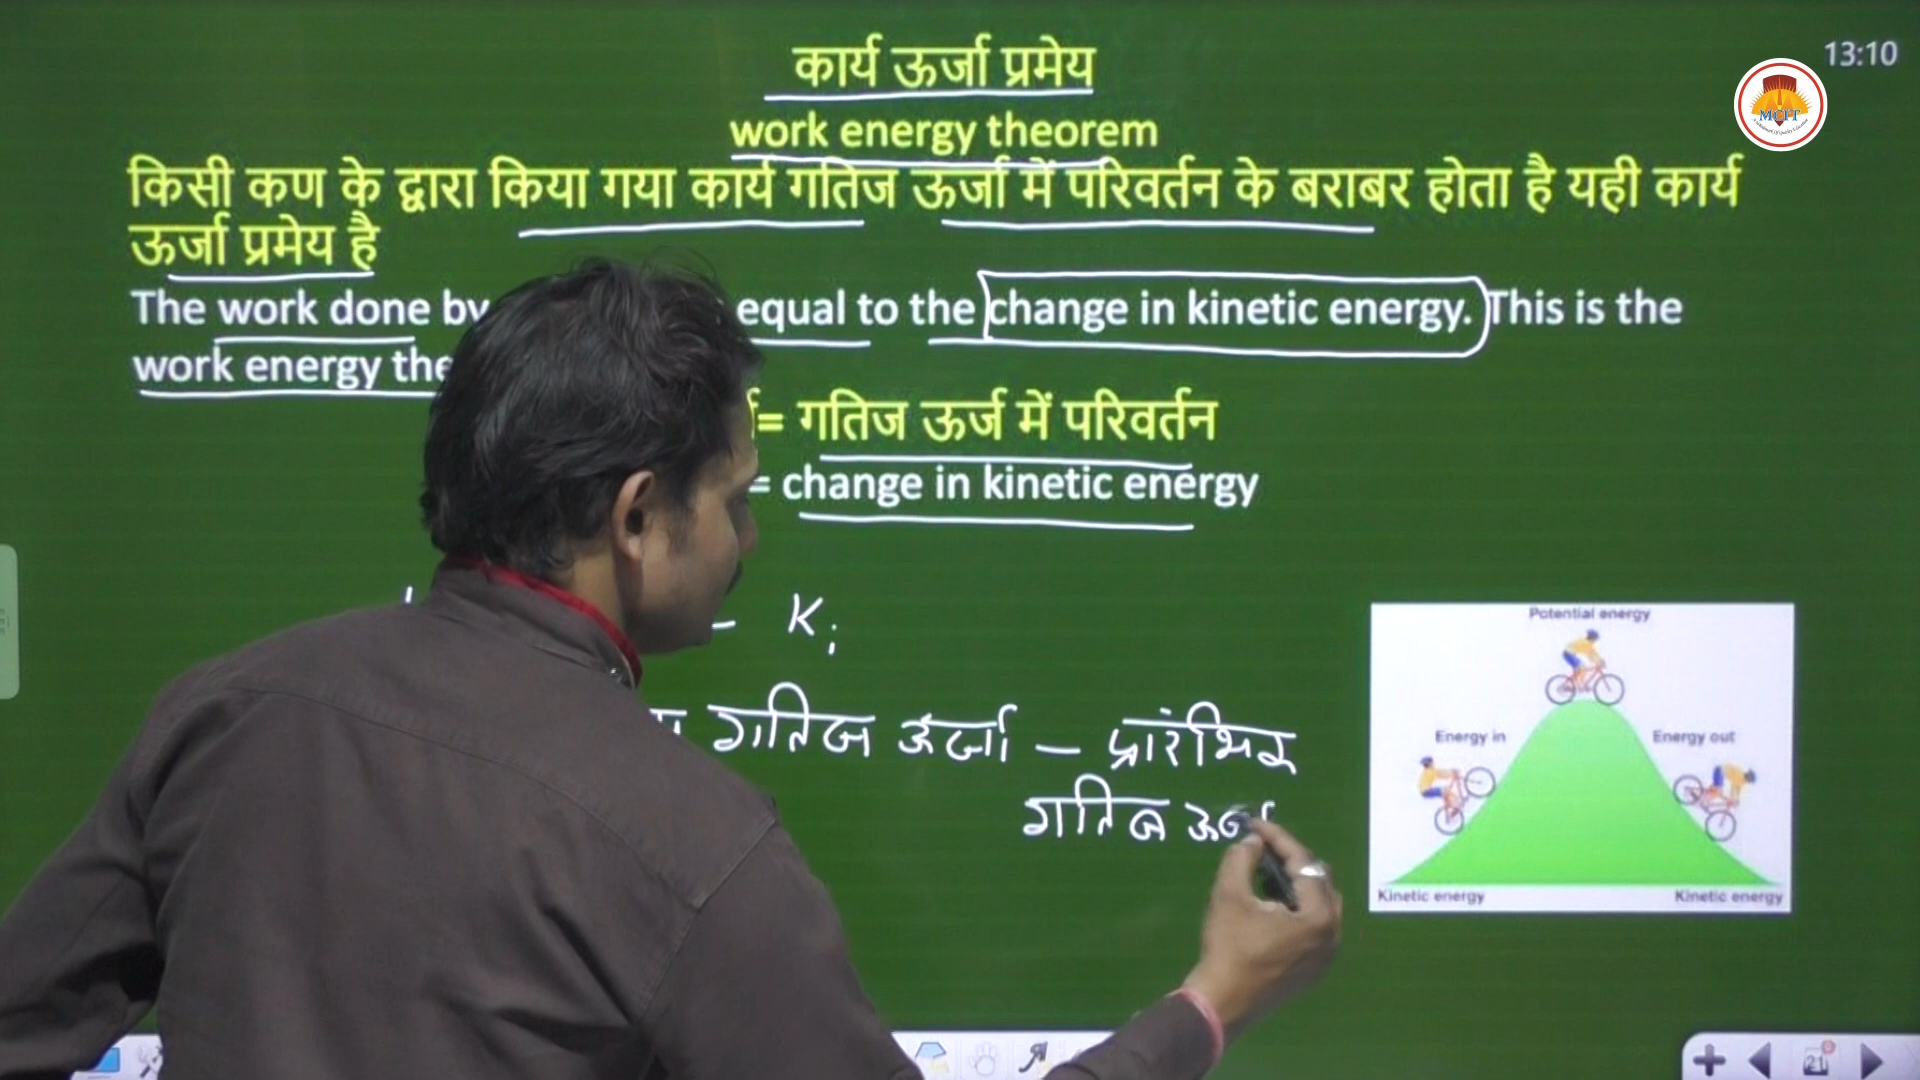 कार्य ऊर्जा प्रमेय
13:10
MCIT
work energy theorem
किसी कण के द्वारा किया गया कार्य गतिज ऊर्जा में परिवर्तन के बराबर होता है यही कार्य
ऊर्जा प्रमेय है
The work done by equal to the change in kinetic energy. This is the
work energy the
= गतिज ऊर्ज में परिवर्तन
= change in kinetic energy
- Ki
गतिज ऊर्जा - प्रारंभिक
गतिज ऊर्जा
Potential energy
Energy in
Energy out
Kinetic energy
Kinetic energy
21